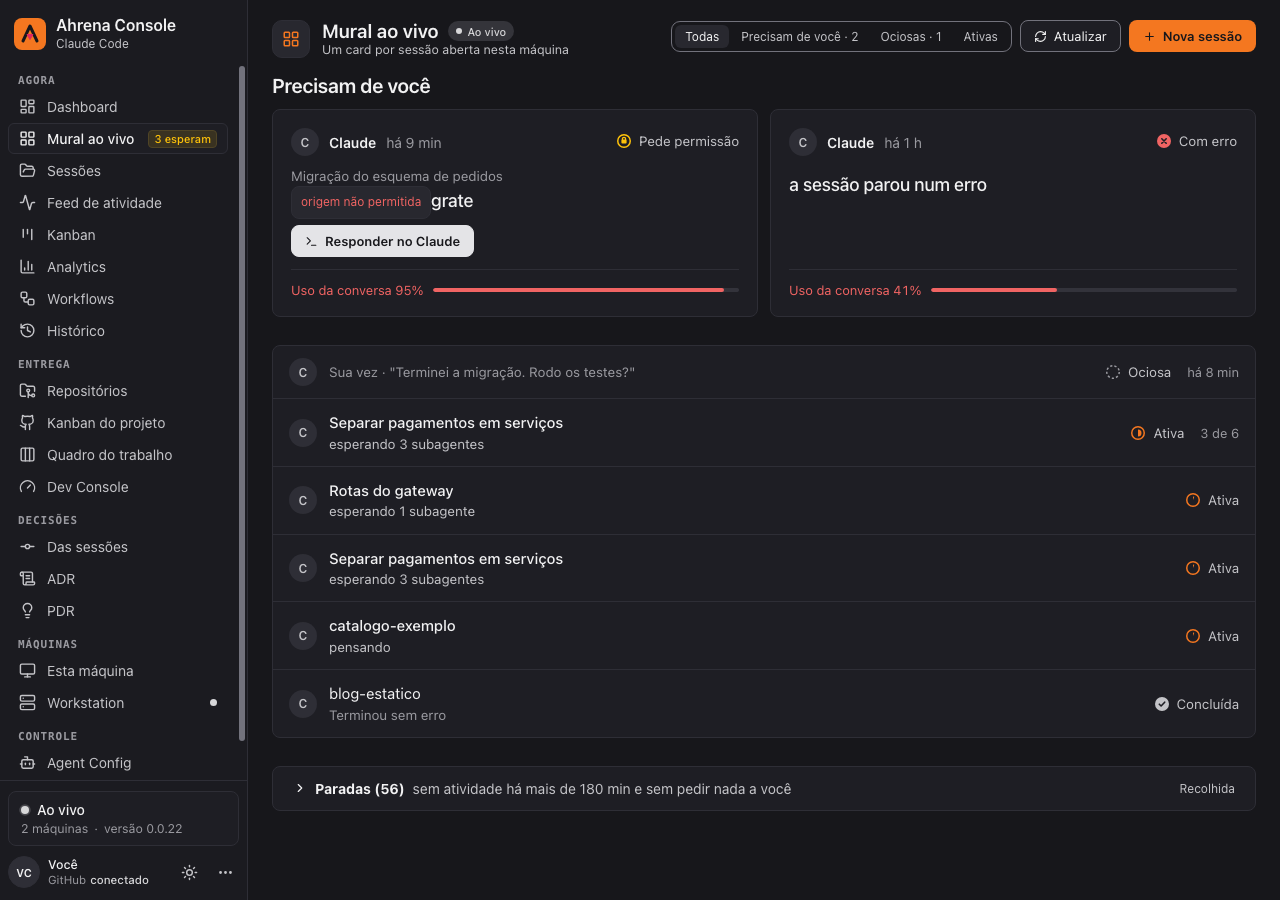 Ahrena Console
Claude Code
AGORA
Dashboard
Mural ao vivo 3 esperam
Sessões
Feed de atividade
Kanban
Analytics
Workflows
Histórico
ENTREGA
Repositórios
Kanban do projeto
Quadro do trabalho
Dev Console
DECISÕES
Das sessões
ADR
PDR
MÁQUINAS
Esta máquina
Workstation
CONTROLE
Agent Config
Ao vivo
2 máquinas · versão 0.0.22
VC
Você
GitHub conectado
Mural ao vivo Ao vivo
Um card por sessão aberta nesta máquina
Todas Precisam de você · 2 Ociosas · 1 Ativas
Atualizar
Nova sessão
Precisam de você
C Claude há 9 min Pede permissão
Migração do esquema de pedidos
origem não permitida grate
Responder no Claude
Uso da conversa 95%
C Claude há 1 h Com erro
a sessão parou num erro
Uso da conversa 41%
C Sua vez · "Terminei a migração. Rodo os testes?" Ociosa há 8 min
C Separar pagamentos em serviços
esperando 3 subagentes
Ativa 3 de 6
C Rotas do gateway
esperando 1 subagente
Ativa
C Separar pagamentos em serviços
esperando 3 subagentes
Ativa
C catalogo-exemplo
pensando
Ativa
C blog-estatico
Terminou sem erro
Concluída
Paradas (56) sem atividade há mais de 180 min e sem pedir nada a você Recolhida